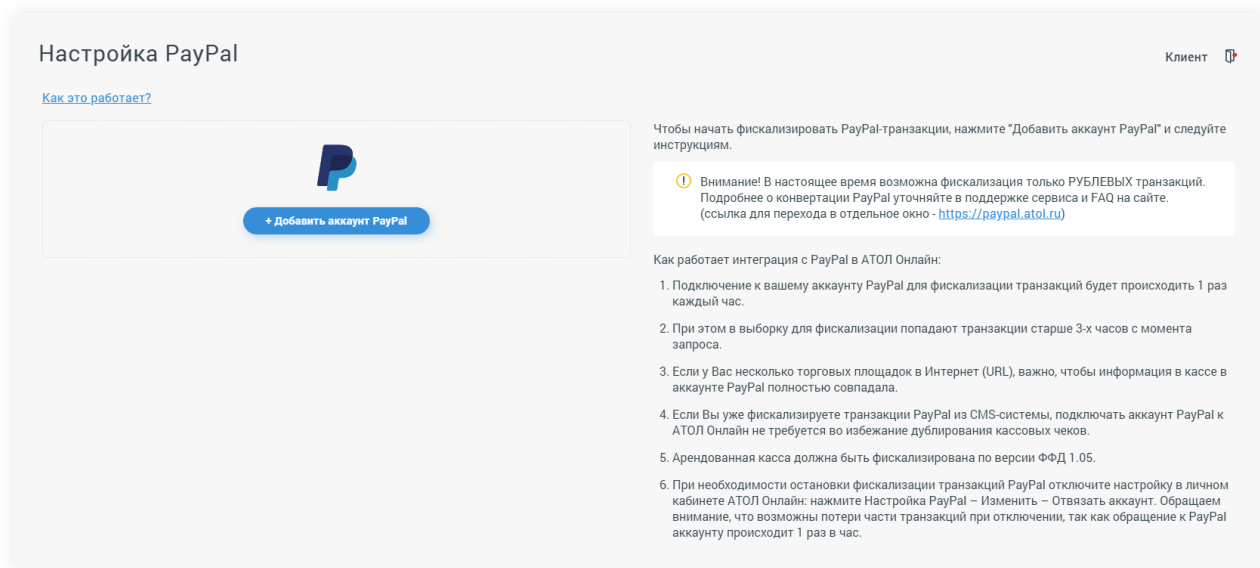 Настройка PayPal
Клиент
Как это работает?
+ Добавить аккаунт PayPal
Чтобы начать фискализировать PayPal-транзакции, нажмите "Добавить аккаунт PayPal" и следуйте
инструкциям.
Внимание! В настоящее время возможна фискализация только РУБЛЕВЫХ транзакций.
Подробнее о конвертации PayPal уточняйте в поддержке сервиса и FAQ на сайте.
(ссылка для перехода в отдельное окно - https://paypal.atol.ru)
Как работает интеграция с PayPal в АТОЛ Онлайн:
1. Подключение к вашему аккаунту PayPal для фискализации транзакций будет происходить 1 раз
каждый час.
2. При этом в выборку для фискализации попадают транзакции старше 3-х часов с момента
запроса.
3. Если у Вас несколько торговых площадок в Интернет (URL), важно, чтобы информация в кассе в
аккаунте PayPal полностью совпадала.
4. Если Вы уже фискализируете транзакции PayPal из CMS-системы, подключать аккаунт PayPal к
АТОЛ Онлайн не требуется во избежание дублирования кассовых чеков.
5. Арендованная касса должна быть фискализирована по версии ФФД 1.05.
6. При необходимости остановки фискализации транзакций PayPal отключите настройку в личном
кабинете АТОЛ Онлайн: нажмите Настройка PayPal – Изменить – Отвязать аккаунт. Обращаем
внимание, что возможны потери части транзакций при отключении, так как обращение к PayPal
аккаунту происходит 1 раз в час.